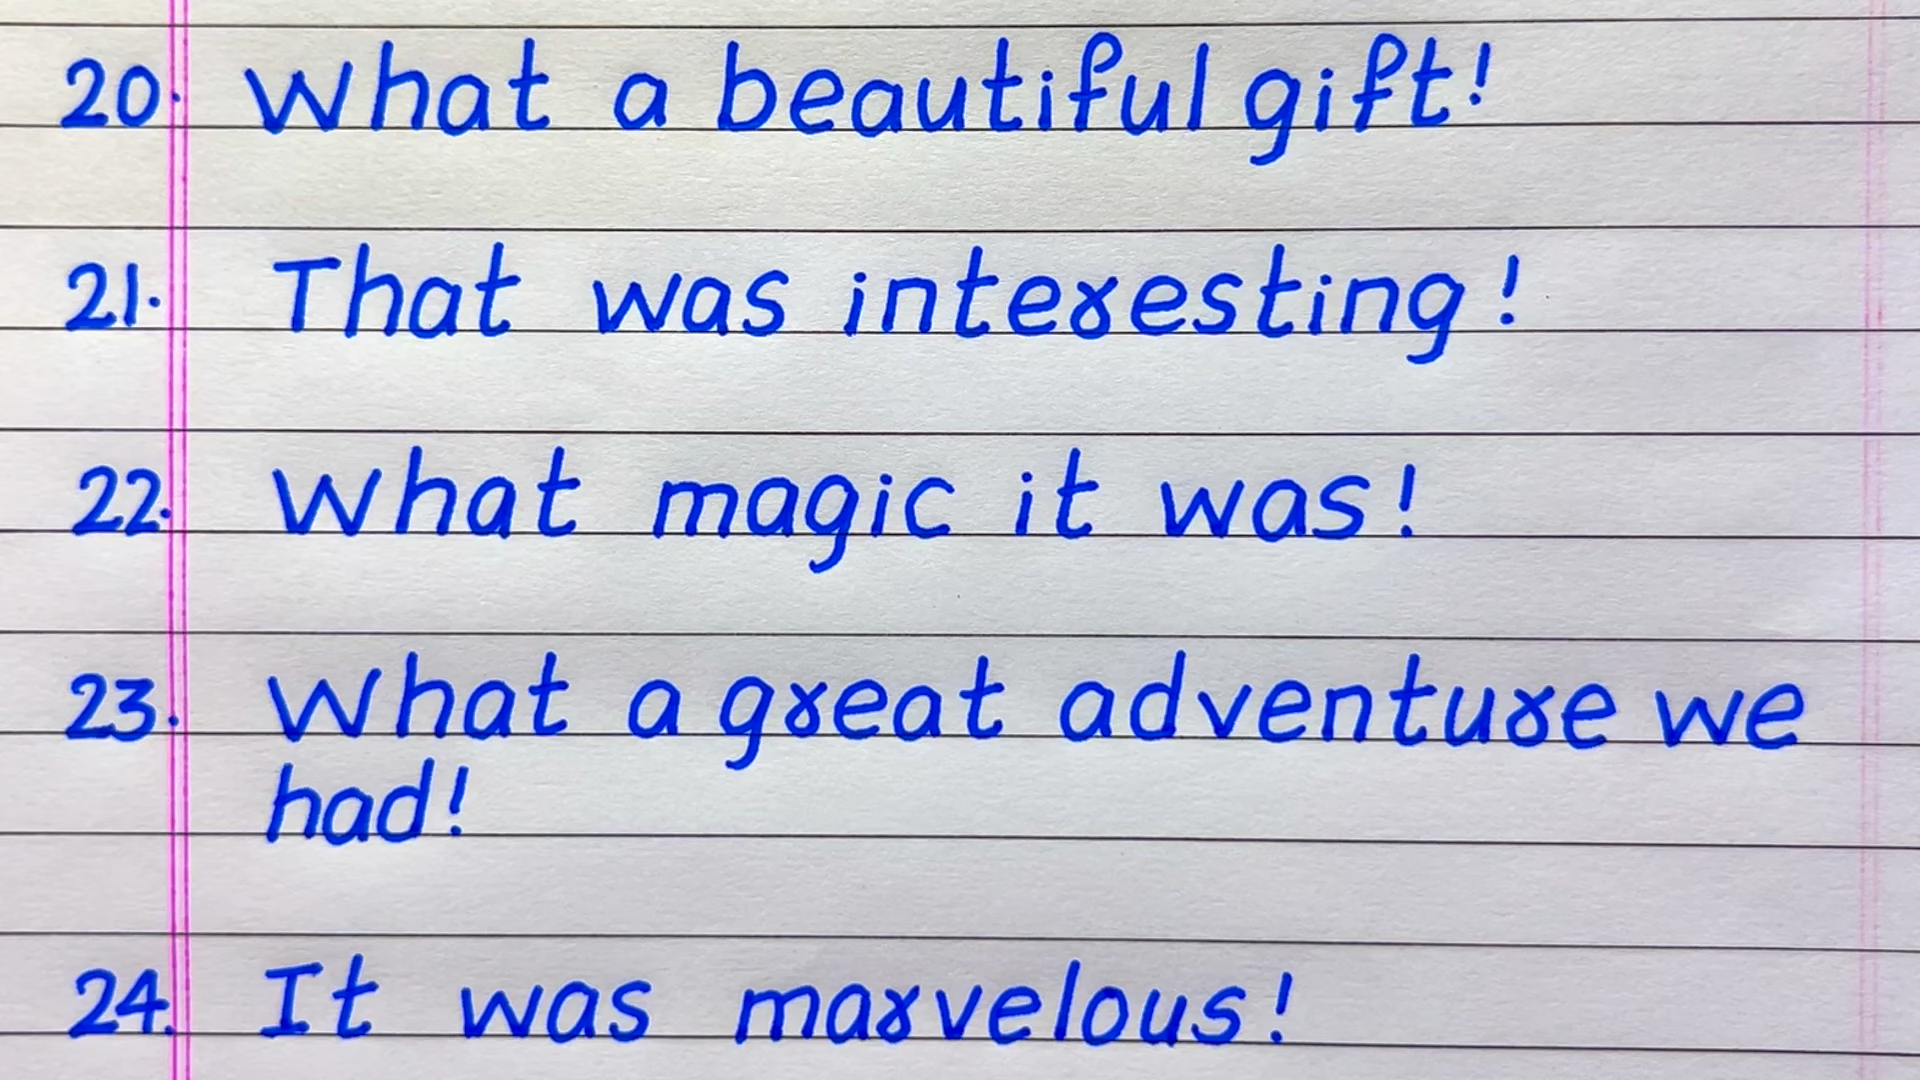 20. What a beautiful gift!
21. That was interesting!
22. What magic it was!
23. What a great adventure we
had!
24. It was marvelous!